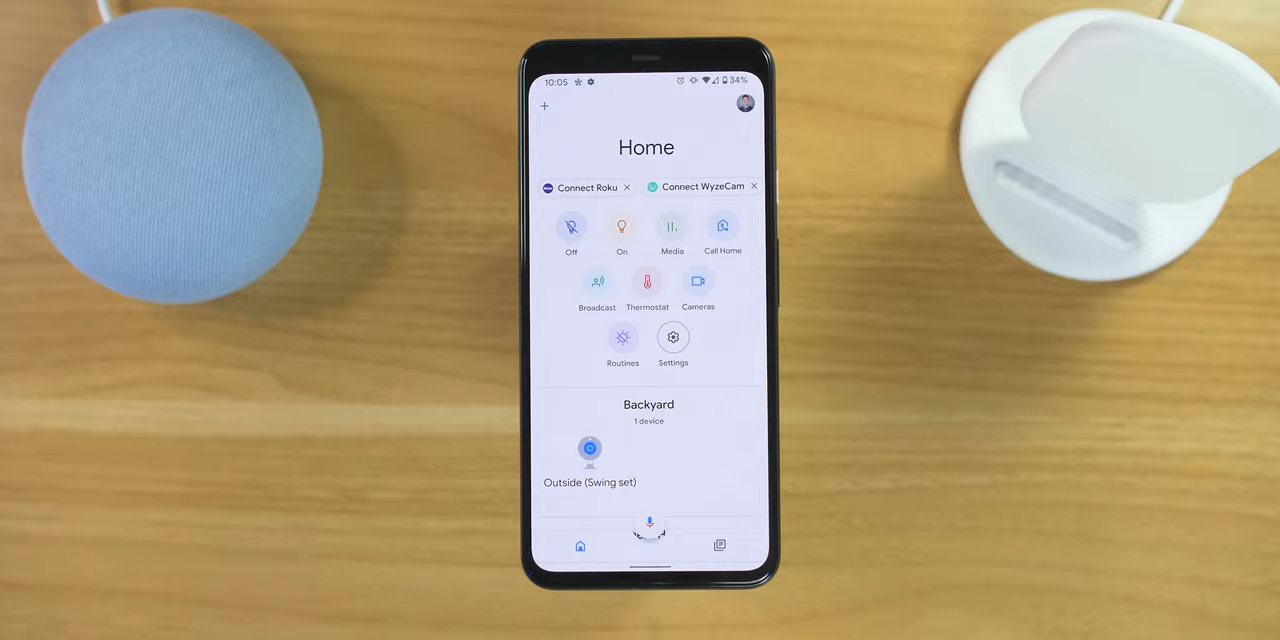 10:05 34%
Home
Connect Roku Connect WyzeCam
Off On Media Call Home
Broadcast Thermostat Cameras
Routines Settings
Backyard
1 device
Outside (Swing set)